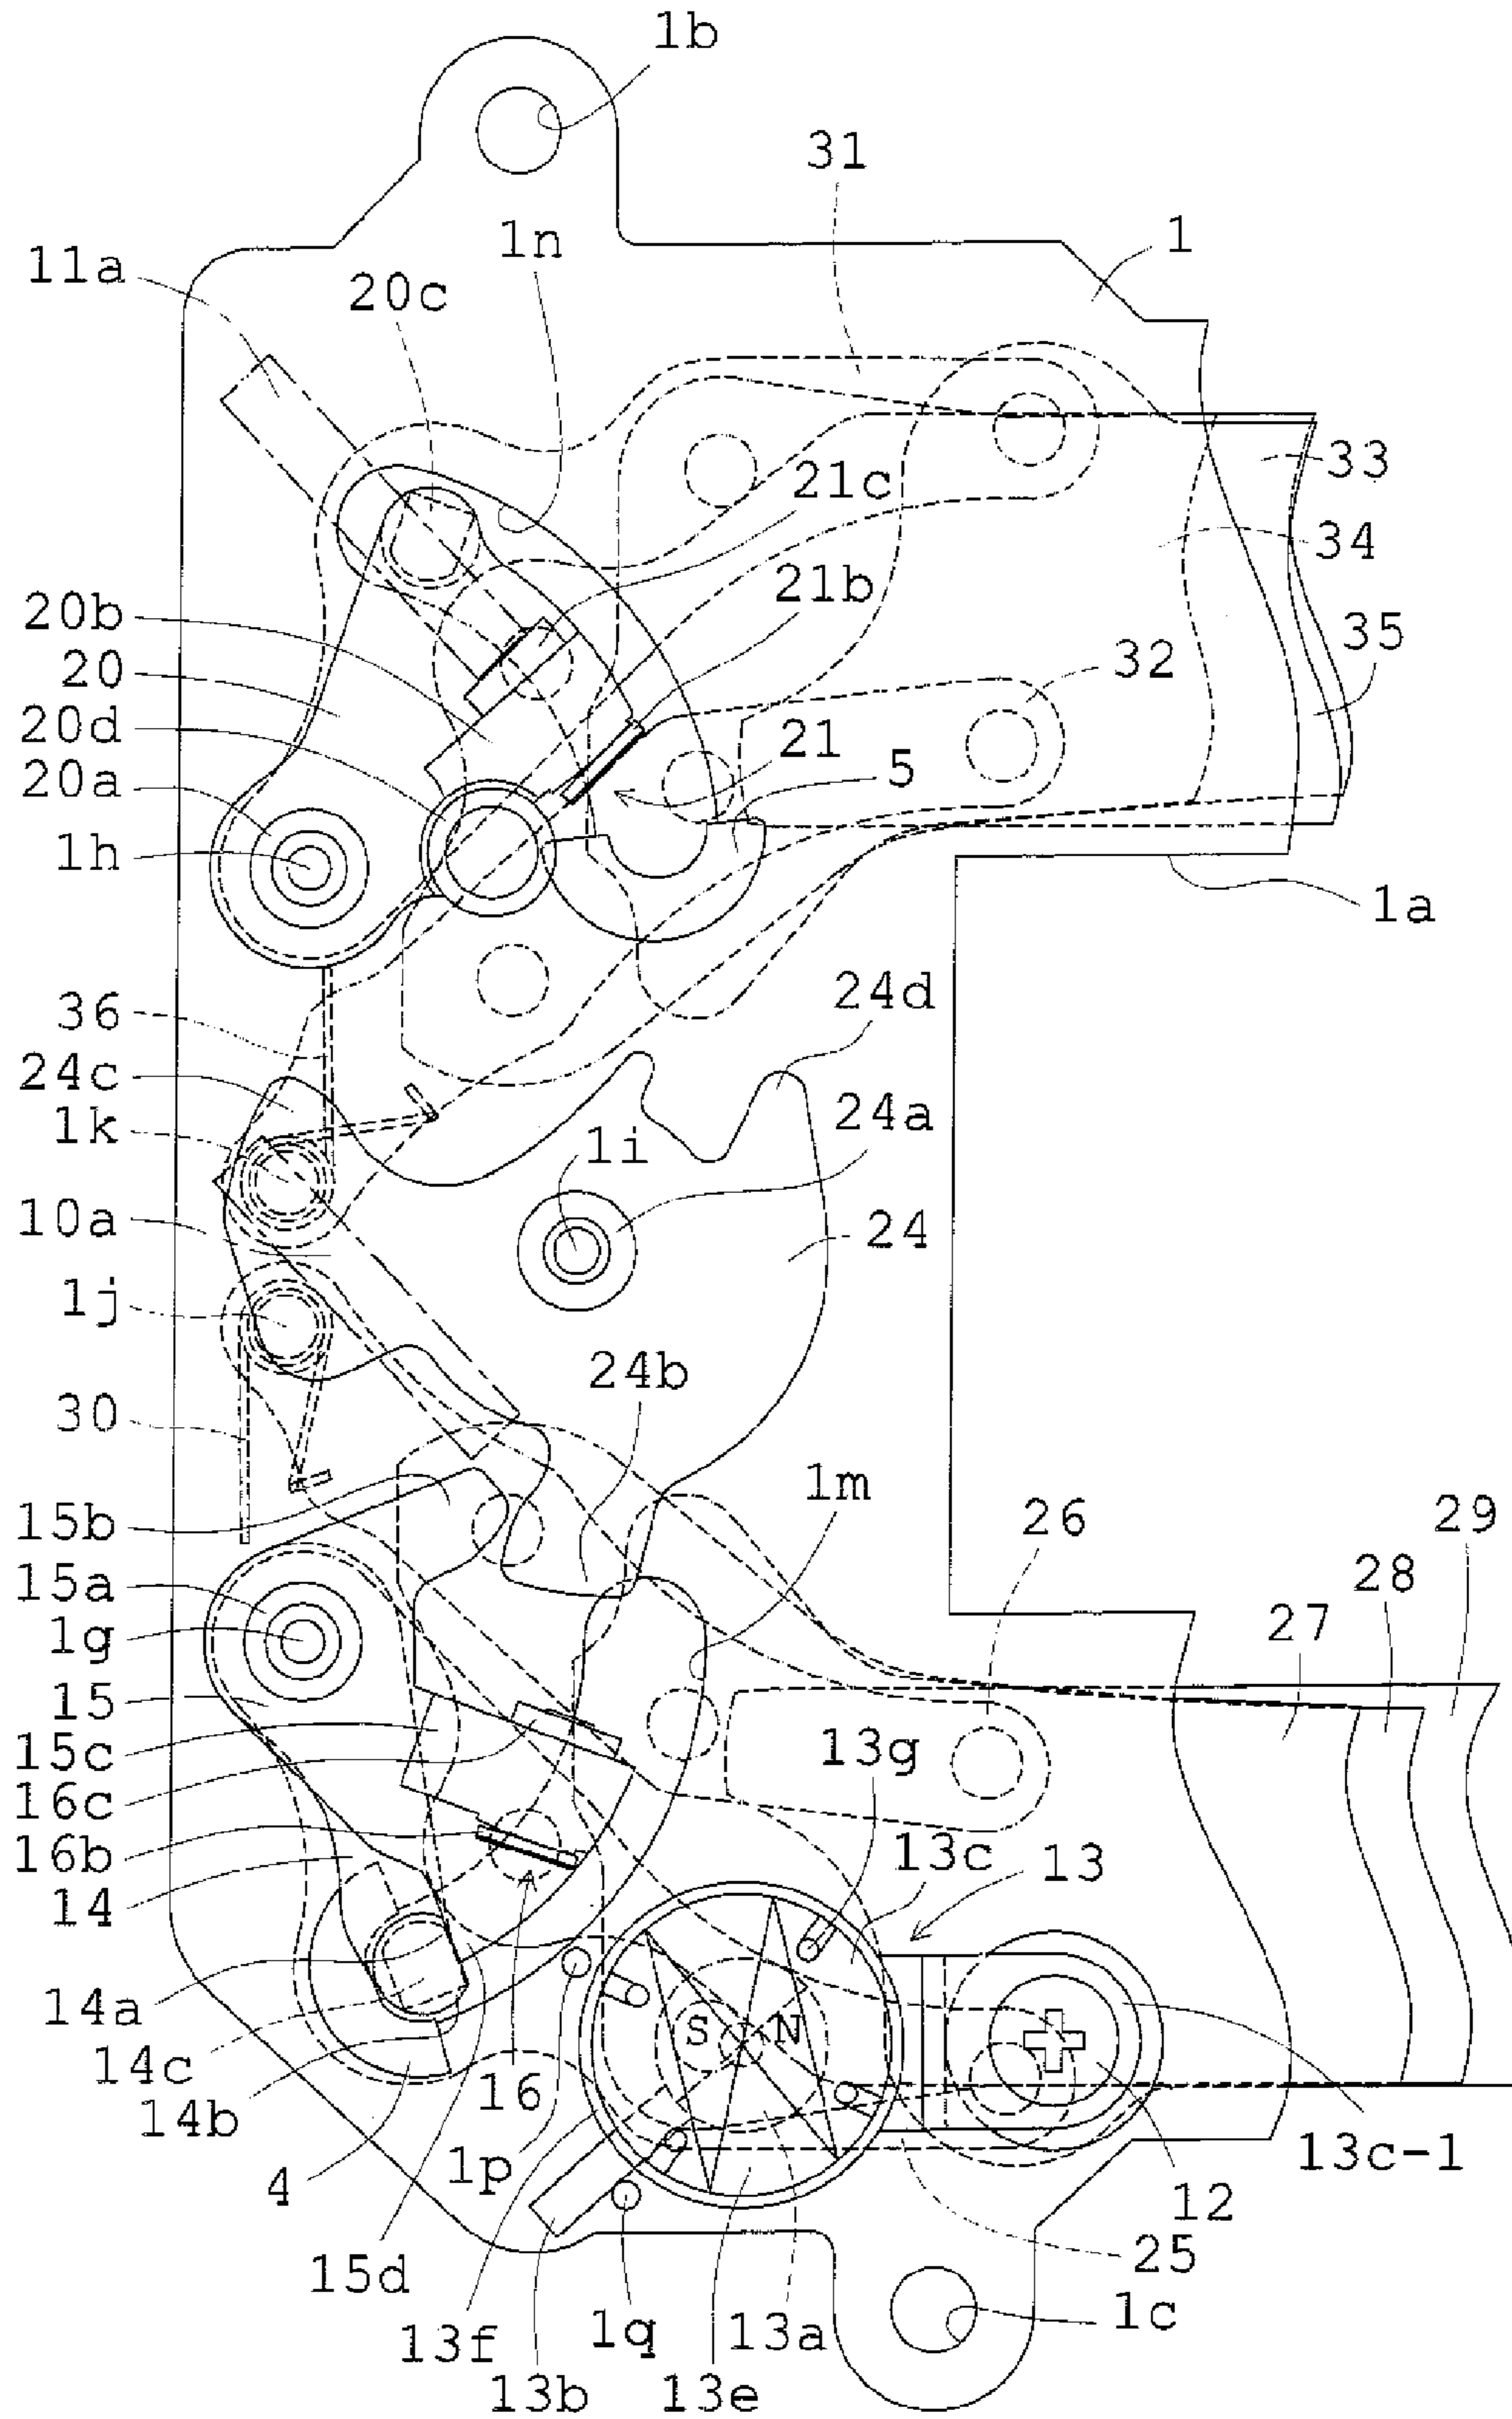 1b
31
1n
1
11a
20c
33
21c
34
21b
20b
35
20
32
20d
21
5
20a
1h
1a
24d
36
24c
24a
1k
1i
10a
24
1j
24b
30
1m
15b
29
26
28
15a
27
1g
15
13g
15c
13c
13
16c
16b
14
S
N
14a
14c
16
14b
13c-1
1p
4
12
25
15d
1c
13f
1q
13a
13b
13e